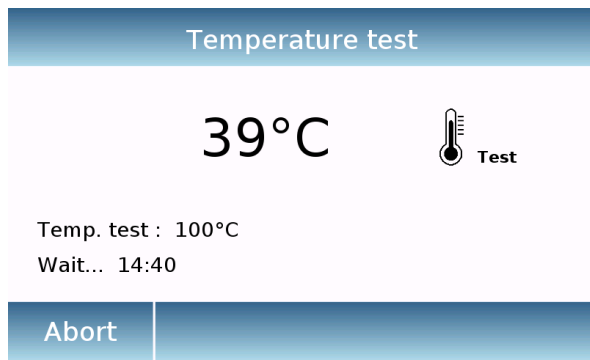 Temperature test
39°C
Test
Temp. test : 100°C
Wait... 14:40
Abort